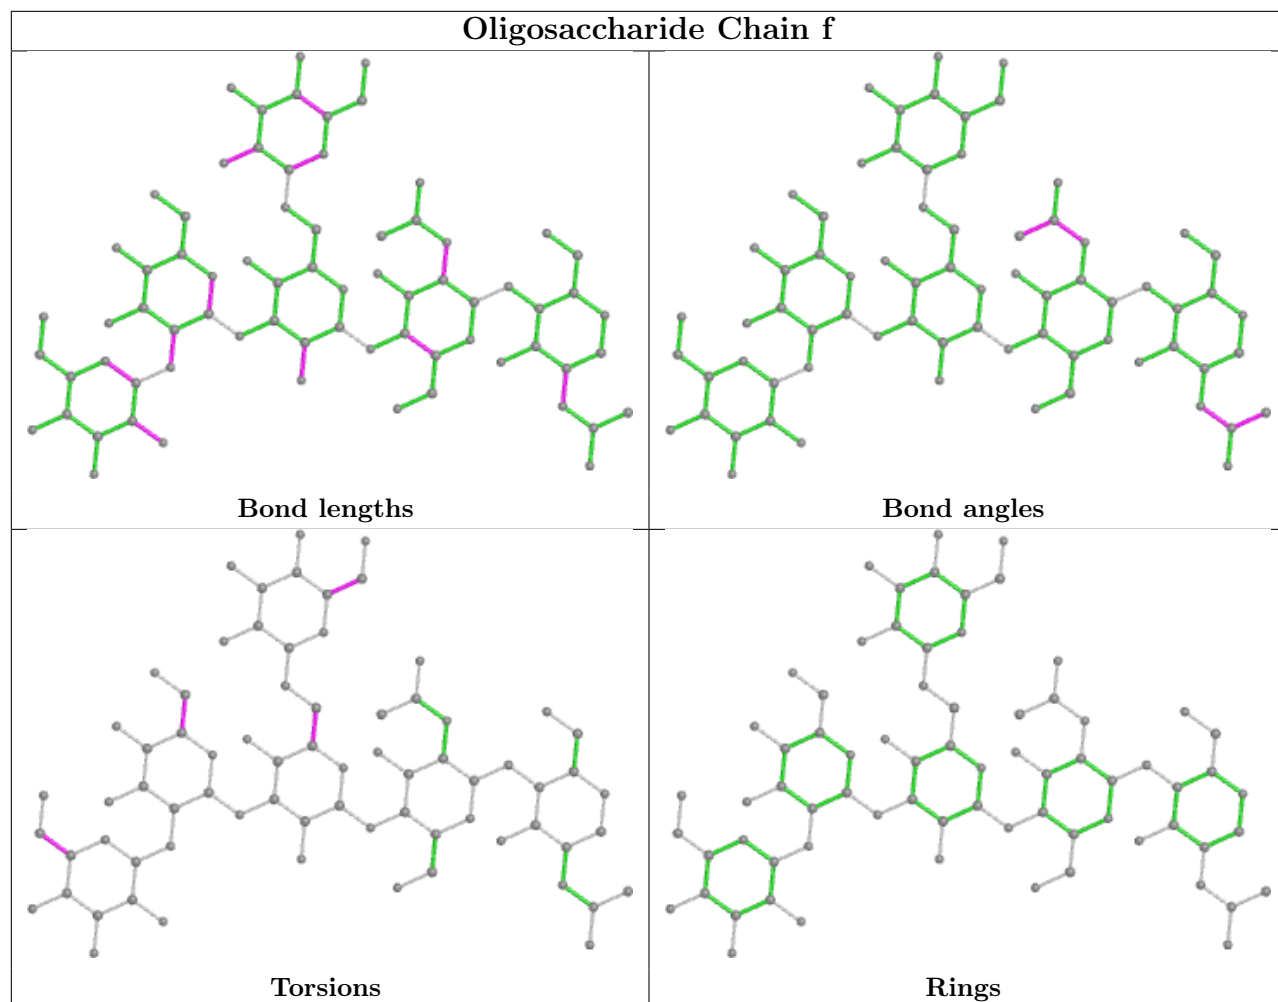 Oligosaccharide Chain f
Bond lengths
Bond angles
Torsions
Rings